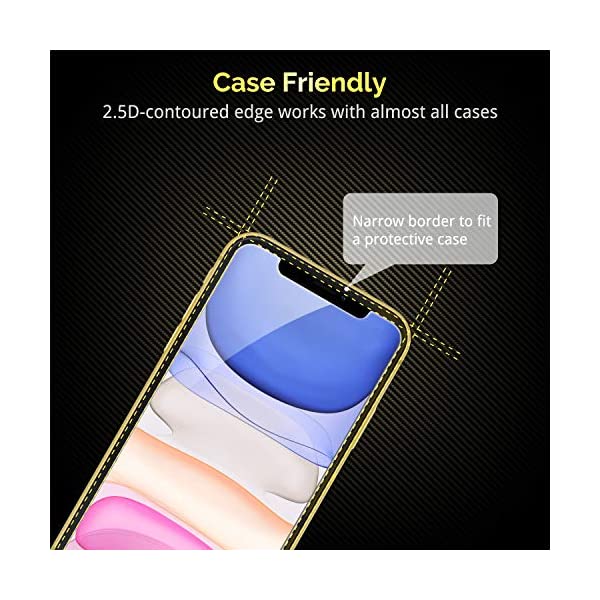 Case Friendly
2.5D-contoured edge works with almost all cases
Narrow border to fit
a protective case